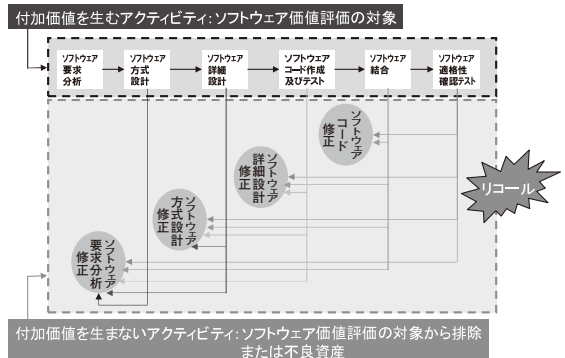 付加価値を生むアクティビティ：ソフトウェア価値評価の対象
ソフトウェア
要求
分析
ソフトウェア
方式
設計
ソフトウェア
詳細
設計
ソフトウェア
コード作成
及びテスト
ソフトウェア
結合
ソフトウェア
適格性
確認テスト
ソフトウェア
コード
修正
ソフトウェア
詳細設計
修正
ソフトウェア
方式設計
修正
ソフトウェア
要求分析
修正
リコール
付加価値を生まないアクティビティ：ソフトウェア価値評価の対象から排除
または不良資産